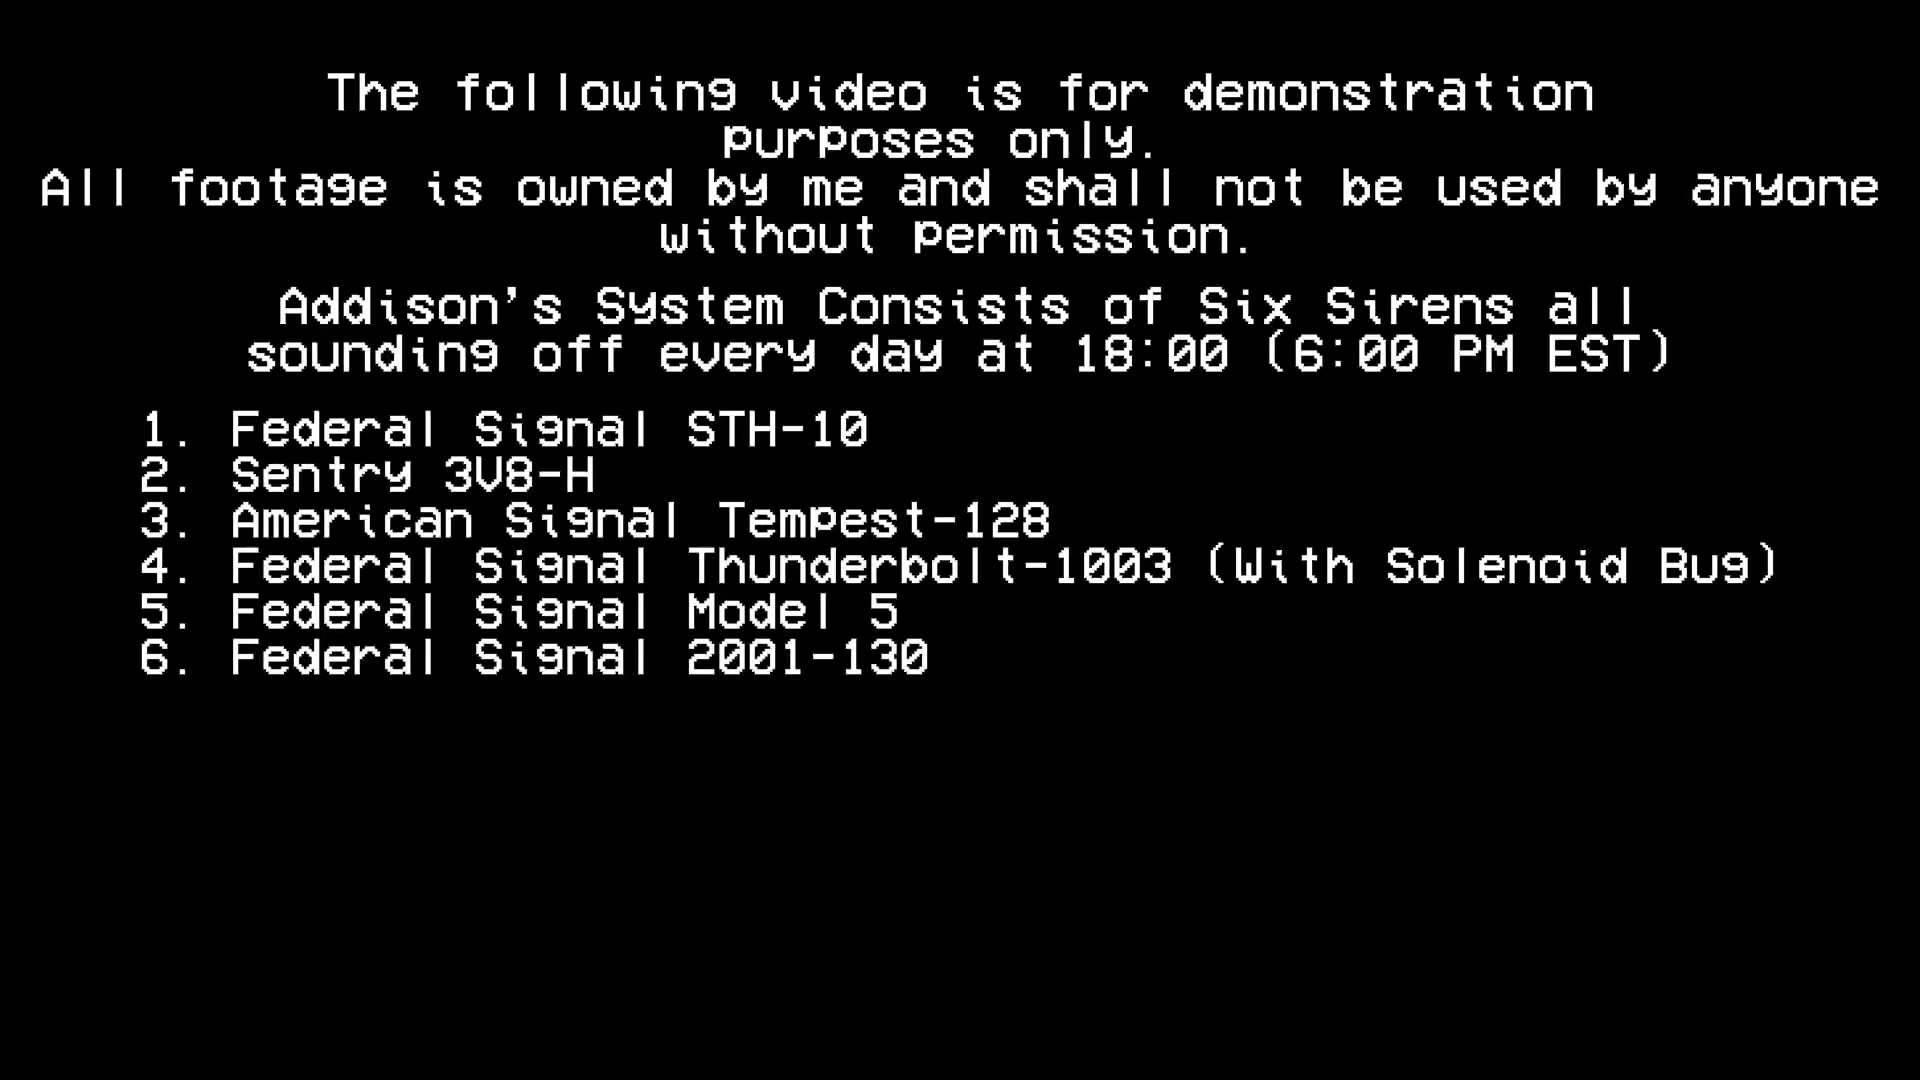 The following video is for demonstration
purposes only.
All footage is owned by me and shall not be used by anyone
without permission.
Addison's System Consists of Six Sirens all
sounding off every day at 18:00 (6:00 PM EST)
1. Federal Signal STH-10
2. Sentry 3V8-H
3. American Signal Tempest-128
4. Federal Signal Thunderbolt-1003 (With Solenoid Bug)
5. Federal Signal Model 5
6. Federal Signal 2001-130